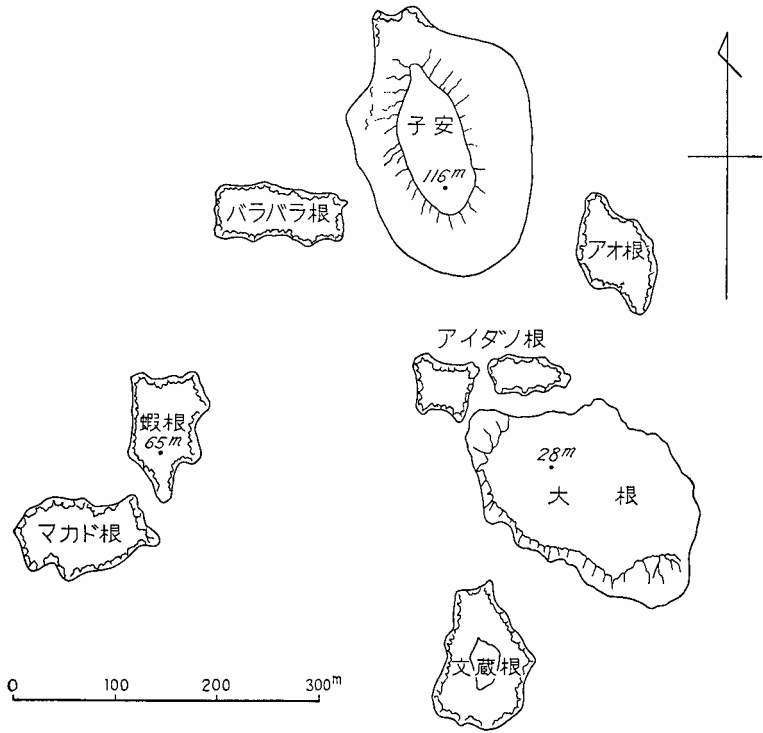 子安
116m
バラバラ根
アオ根
アイダノ根
蝦根
65m
28m
大根
マカド根
文蔵根
0 100 200 300m